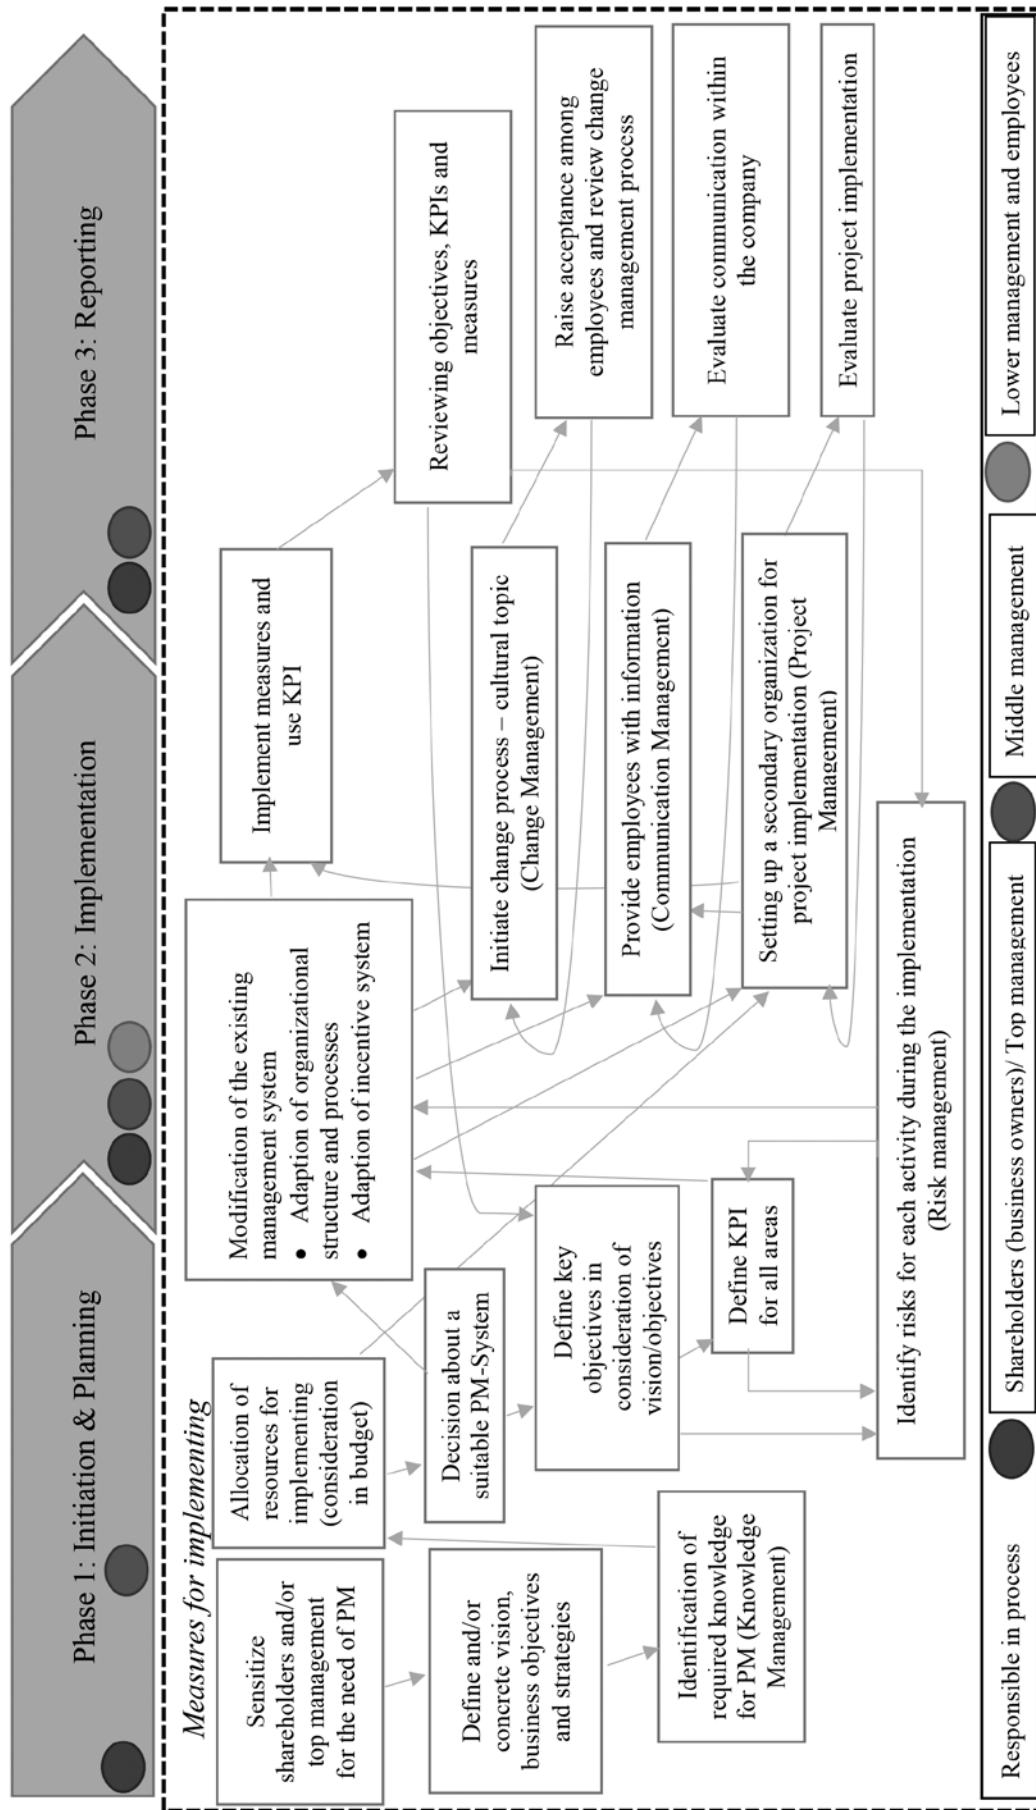 Phase 1: Initiation & Planning
Phase 2: Implementation
Phase 3: Reporting
Measures for implementing
Sensitize
shareholders and/or
top management
for the need of PM
Define and/or
concrete vision,
business objectives
and strategies
Identification of
required knowledge
for PM (Knowledge
Management)
Allocation of
resources for
implementing
(consideration
in budget)
Decision about a
suitable PM-System
Define key
objectives in
consideration of
vision/objectives
Define KPI
for all areas
Identify risks for each activity during the implementation
(Risk management)
Modification of the existing
management system
● Adaption of organizational
structure and processes
● Adaption of incentive system
Implement measures and
use KPI
Initiate change process – cultural topic
(Change Management)
Provide employees with information
(Communication Management)
Setting up a secondary organization for
project implementation (Project
Management)
Reviewing objectives, KPIs and
measures
Raise acceptance among
employees and review change
management process
Evaluate communication within
the company
Evaluate project implementation
Responsible in process
Shareholders (business owners)/ Top management
Middle management
Lower management and employees